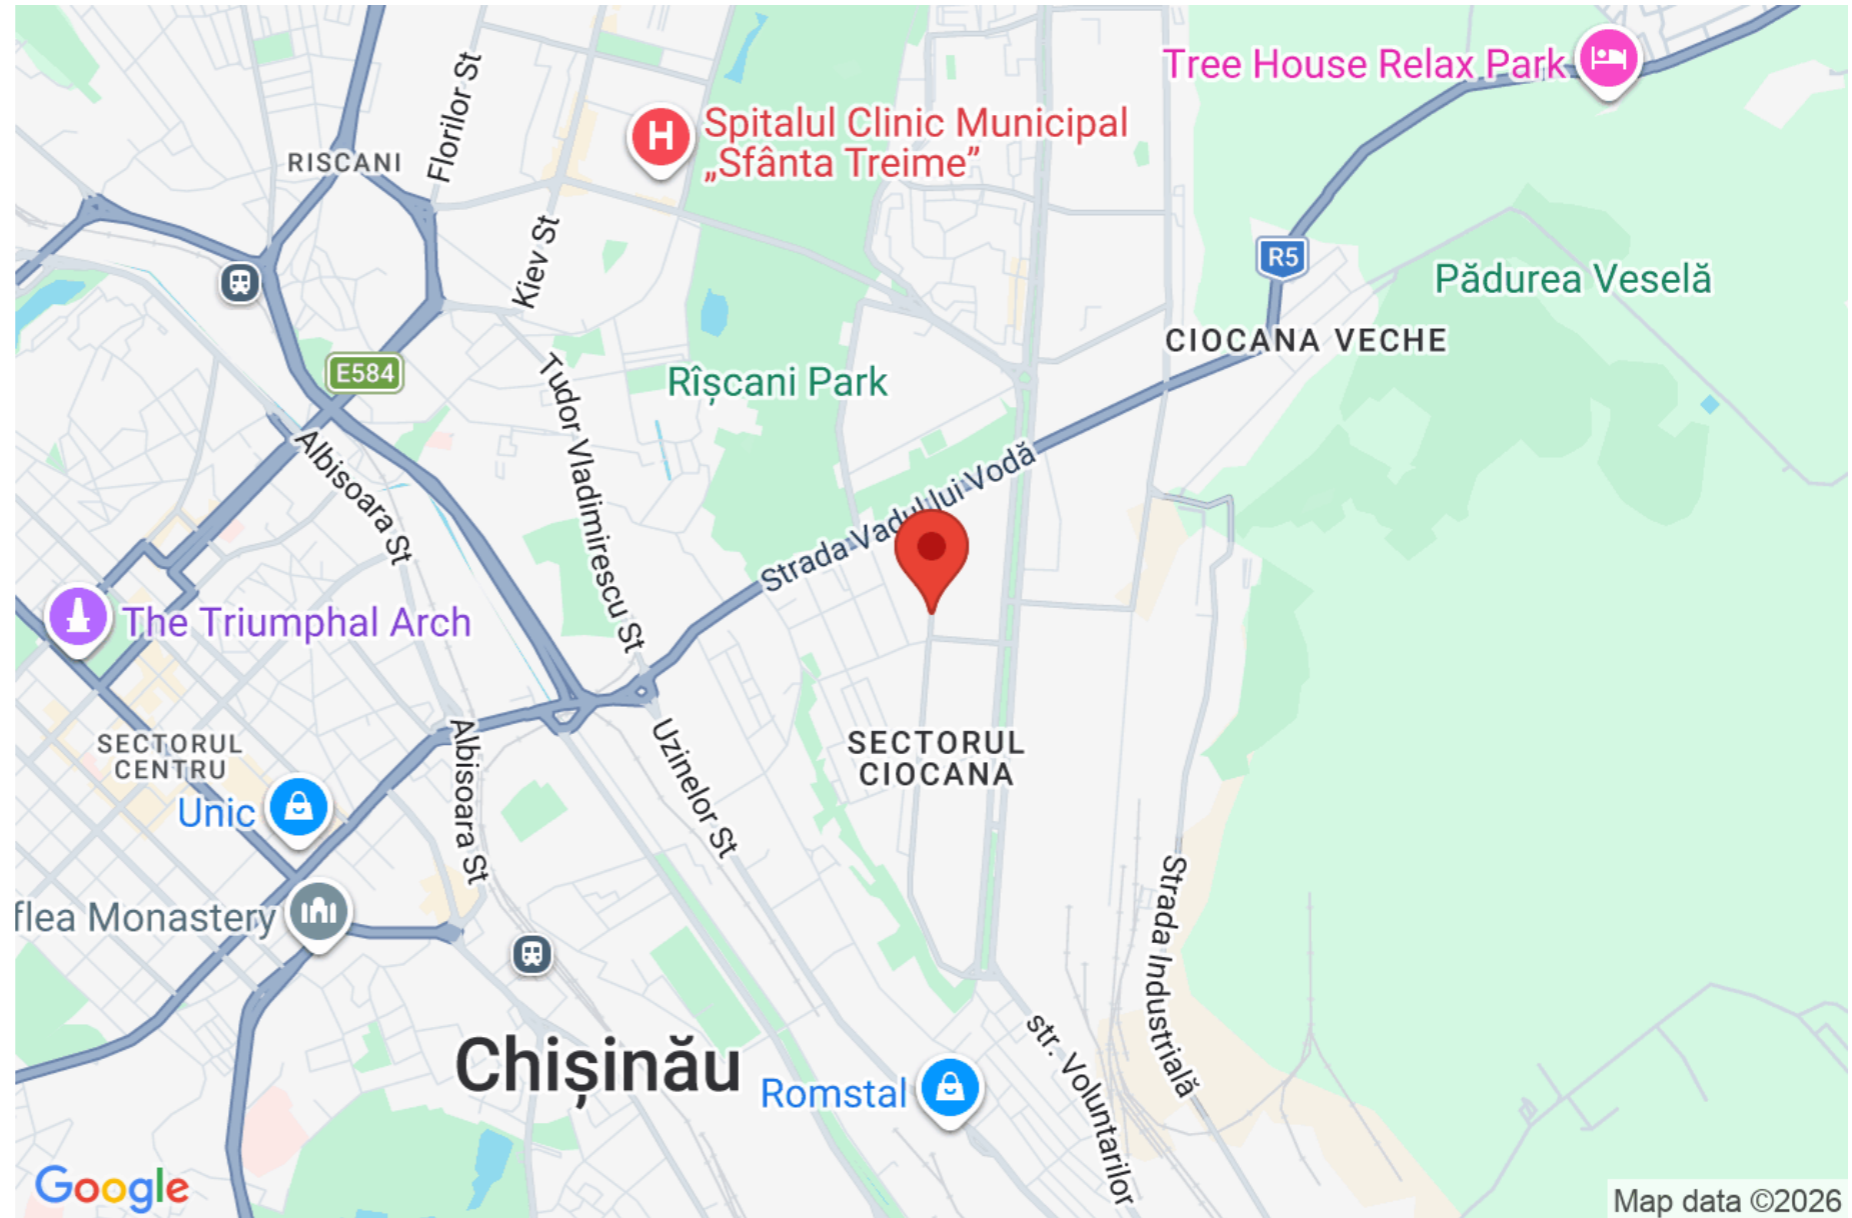 Tree House Relax Park
Spitalul Clinic Municipal
„Sfânta Treime”
RISCANI
Florilor St
Kiev St
R5
Pădurea Veselă
CIOCANA VECHE
E584
Rîșcani Park
Tudor Vladimirescu St
Albisoara St
Strada Vadul lui Vodă
The Triumphal Arch
SECTORUL
CENTRU
Unic
Albisoara St
Uzinelor St
SECTORUL
CIOCANA
flea Monastery
Strada Industrială
Chișinău
Romstal
str. Voluntarilor
Google
Map data ©2026